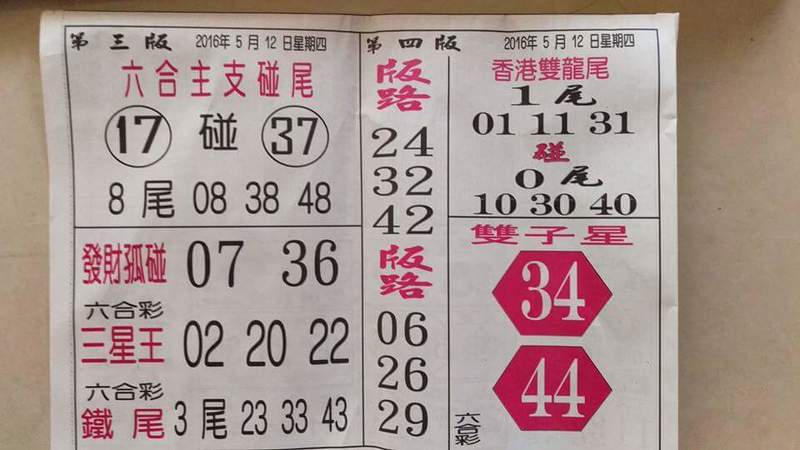 第三版 2016年5月12日星期四
六合主支碰尾
17 碰 37
8尾 08 38 48
發財孤碰 07 36
六合彩
三星王 02 20 22
六合彩
鐵尾 3尾 23 33 43
第四版 2016年5月12日星期四
版路
24
32
42
版路
06
26
29
香港雙龍尾
1尾
01 11 31
碰
0尾
10 30 40
雙子星
34
44
六合彩